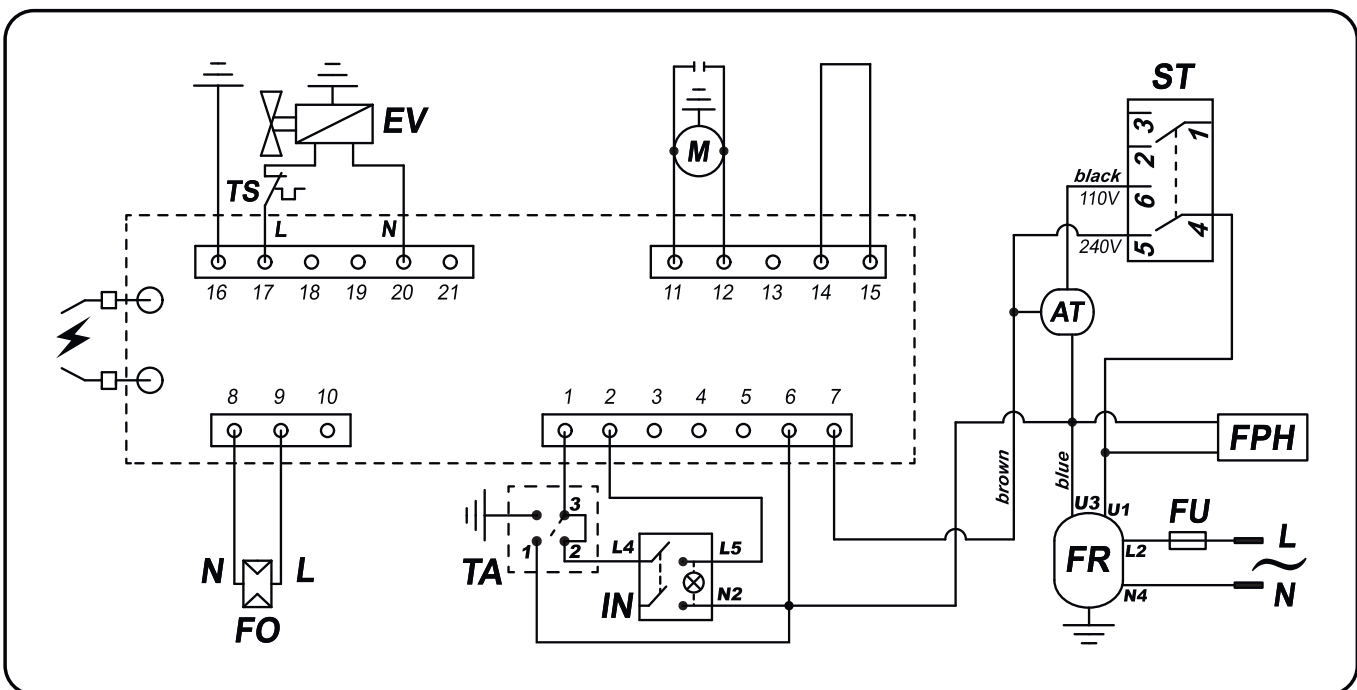 ST
3
1
2
6
4
5
black
110V
240V
EV
TS
L
N
M
16 17 18 19 20 21
11 12 13 14 15
AT
8 9 10
1 2 3 4 5 6 7
FPH
brown
blue
U3
U1
FU
L2
L
~
FR
N4
N
3
1
2
TA
L4
L5
IN
N2
N
L
FO